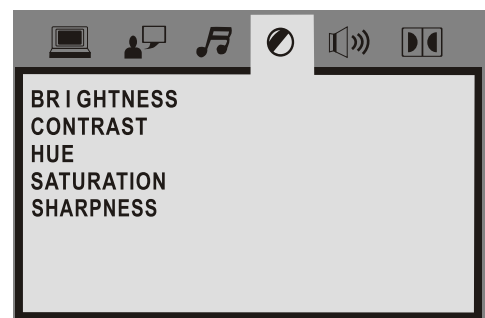 BRIGHTNESS
CONTRAST
HUE
SATURATION
SHARPNESS